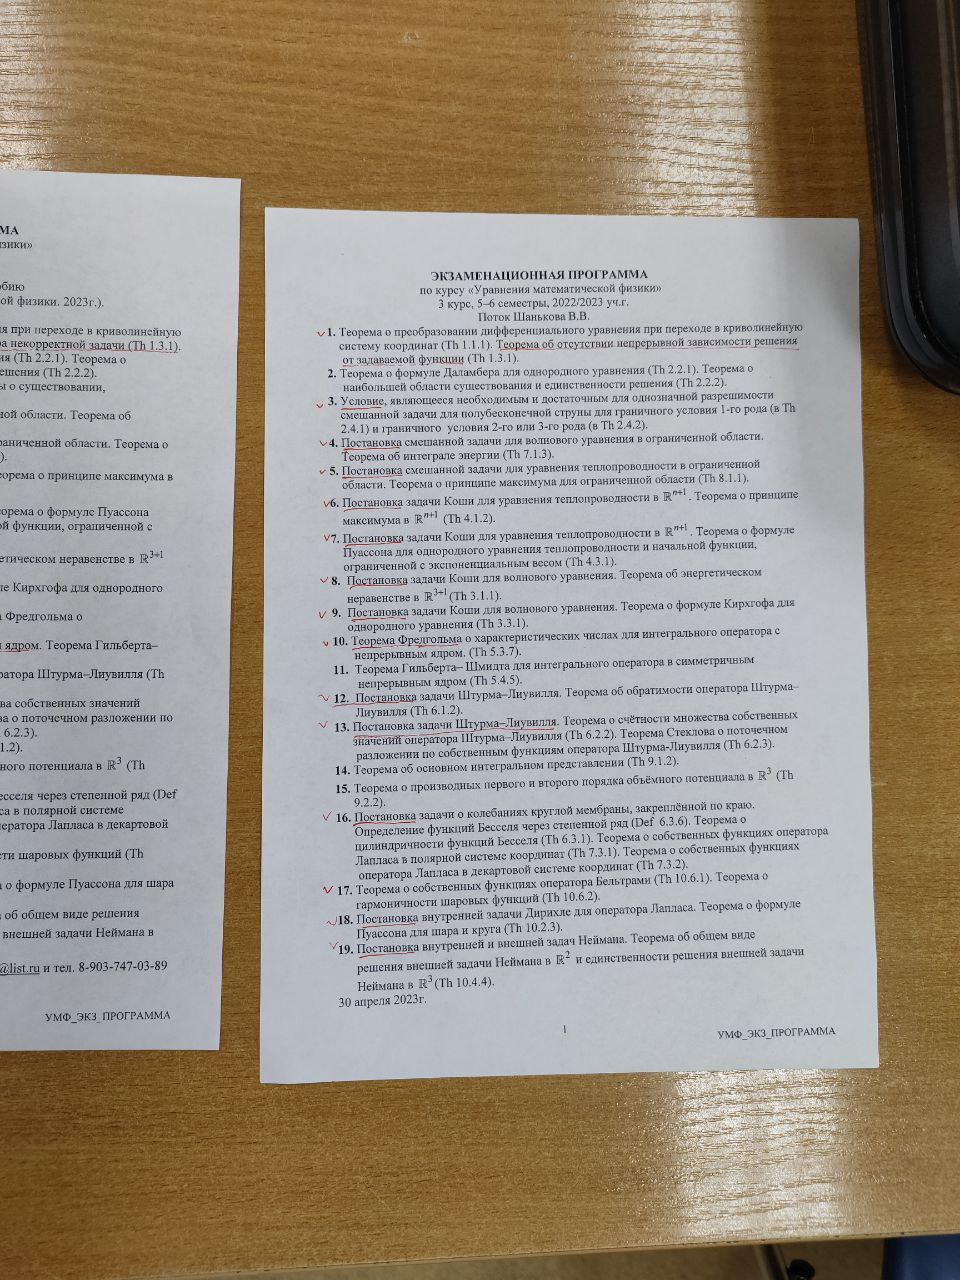 МА
изики»
обию
ой физики. 2023г.).
ия при переходе в криволинейную
а некорректной задачи (Th 1.3.1).
ия (Th 2.2.1). Теорема о
ешения (Th 2.2.2).
ы о существовании,
ной области. Теорема об
раниченной области. Теорема о
).
еорема о принципе максимума в
орема о формуле Пуассона
ой функции, ограниченной с
гетическом неравенстве в ℝ³⁺¹
ле Кирхгофа для однородного
а Фредгольма о
ядром. Теорема Гильберта–
ратора Штурма–Лиувилля (Th
ва собственных значений
ва о поточечном разложении по
6.2.3).
1.2).
ного потенциала в ℝ³ (Th
есселя через степенной ряд (Def
са в полярной системе
ператора Лапласа в декартовой
сти шаровых функций (Th
а о формуле Пуассона для шара
об общем виде решения
внешней задачи Неймана в
@list.ru и тел. 8-903-747-03-89
УМФ_ЭКЗ_ПРОГРАММА
ЭКЗАМЕНАЦИОННАЯ ПРОГРАММА
по курсу «Уравнения математической физики»
3 курс, 5–6 семестры, 2022/2023 уч.г.
Поток Шанькова В.В.
1. Теорема о преобразовании дифференциального уравнения при переходе в криволинейную
систему координат (Th 1.1.1). Теорема об отсутствии непрерывной зависимости решения
от задаваемой функции (Th 1.3.1).
2. Теорема о формуле Даламбера для однородного уравнения (Th 2.2.1). Теорема о
наибольшей области существования и единственности решения (Th 2.2.2).
3. Условие, являющееся необходимым и достаточным для однозначной разрешимости
смешанной задачи для полубесконечной струны для граничного условия 1-го рода (в Th
2.4.1) и граничного условия 2-го или 3-го рода (в Th 2.4.2).
4. Постановка смешанной задачи для волнового уравнения в ограниченной области.
Теорема об интеграле энергии (Th 7.1.3).
5. Постановка смешанной задачи для уравнения теплопроводности в ограниченной
области. Теорема о принципе максимума для ограниченной области (Th 8.1.1).
6. Постановка задачи Коши для уравнения теплопроводности в ℝⁿ⁺¹. Теорема о принципе
максимума в ℝⁿ⁺¹ (Th 4.1.2).
7. Постановка задачи Коши для уравнения теплопроводности в ℝⁿ⁺¹. Теорема о формуле
Пуассона для однородного уравнения теплопроводности и начальной функции,
ограниченной с экспоненциальным весом (Th 4.3.1).
8. Постановка задачи Коши для волнового уравнения. Теорема об энергетическом
неравенстве в ℝ³⁺¹ (Th 3.1.1).
9. Постановка задачи Коши для волнового уравнения. Теорема о формуле Кирхгофа для
однородного уравнения (Th 3.3.1).
10. Теорема Фредгольма о характеристических числах для интегрального оператора с
непрерывным ядром. (Th 5.3.7).
11. Теорема Гильберта– Шмидта для интегрального оператора в симметричным
непрерывным ядром (Th 5.4.5).
12. Постановка задачи Штурма–Лиувилля. Теорема об обратимости оператора Штурма–
Лиувилля (Th 6.1.2).
13. Постановка задачи Штурма–Лиувилля. Теорема о счётности множества собственных
значений оператора Штурма–Лиувилля (Th 6.2.2). Теорема Стеклова о поточечном
разложении по собственным функциям оператора Штурма-Лиувилля (Th 6.2.3).
14. Теорема об основном интегральном представлении (Th 9.1.2).
15. Теорема о производных первого и второго порядка объёмного потенциала в ℝ³ (Th
9.2.2).
16. Постановка задачи о колебаниях круглой мембраны, закреплённой по краю.
Определение функций Бесселя через степенной ряд (Def 6.3.6). Теорема о
цилиндричности функций Бесселя (Th 6.3.1). Теорема о собственных функциях оператора
Лапласа в полярной системе координат (Th 7.3.1). Теорема о собственных функциях
оператора Лапласа в декартовой системе координат (Th 7.3.2).
17. Теорема о собственных функциях оператора Бельтрами (Th 10.6.1). Теорема о
гармоничности шаровых функций (Th 10.6.2).
18. Постановка внутренней задачи Дирихле для оператора Лапласа. Теорема о формуле
Пуассона для шара и круга (Th 10.2.3).
19. Постановка внутренней и внешней задач Неймана. Теорема об общем виде
решения внешней задачи Неймана в ℝ² и единственности решения внешней задачи
Неймана в ℝ³ (Th 10.4.4).
30 апреля 2023г.
1
УМФ_ЭКЗ_ПРОГРАММА